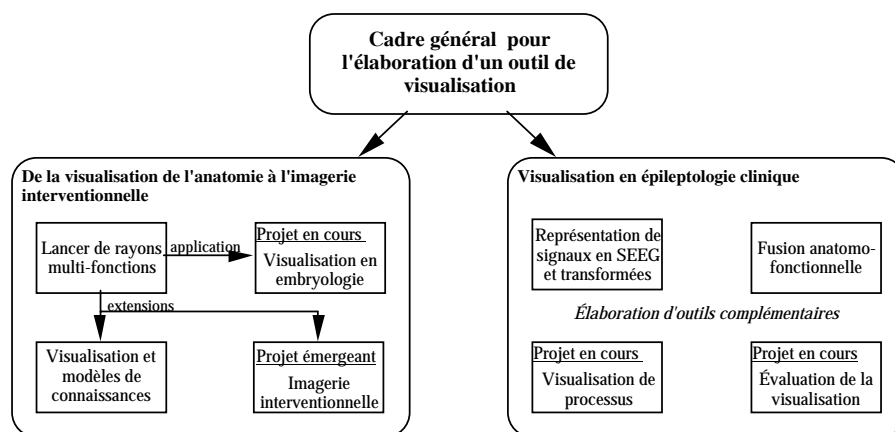 Cadre général pour
l'élaboration d'un outil de
visualisation
De la visualisation de l'anatomie à l'imagerie
interventionnelle
Lancer de rayons
multi-fonctions
application
Projet en cours
Visualisation en
embryologie
extensions
Visualisation et
modèles de
connaissances
Projet émergeant
Imagerie
interventionnelle
Visualisation en épileptologie clinique
Représentation de
signaux en SEEG
et transformées
Fusion anatomo-
fonctionnelle
Élaboration d'outils complémentaires
Projet en cours
Visualisation de
processus
Projet en cours
Évaluation de la
visualisation